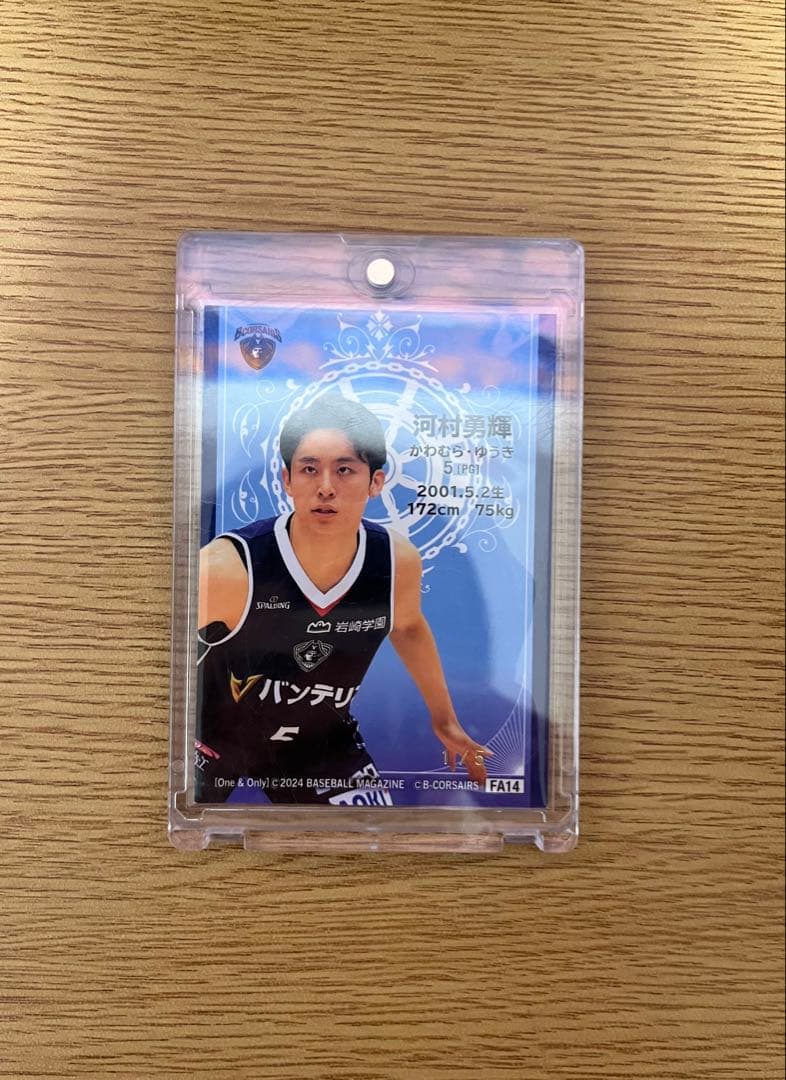 B-CORSAIRS
河村勇輝
かわむら・ゆうき
5 [PG]
2001.5.2生
172cm 75kg
SPALDING
岩崎学園
バンテリ
5
[One & Only] ©2024 BASEBALL MAGAZINE ©B-CORSAIRS FA14